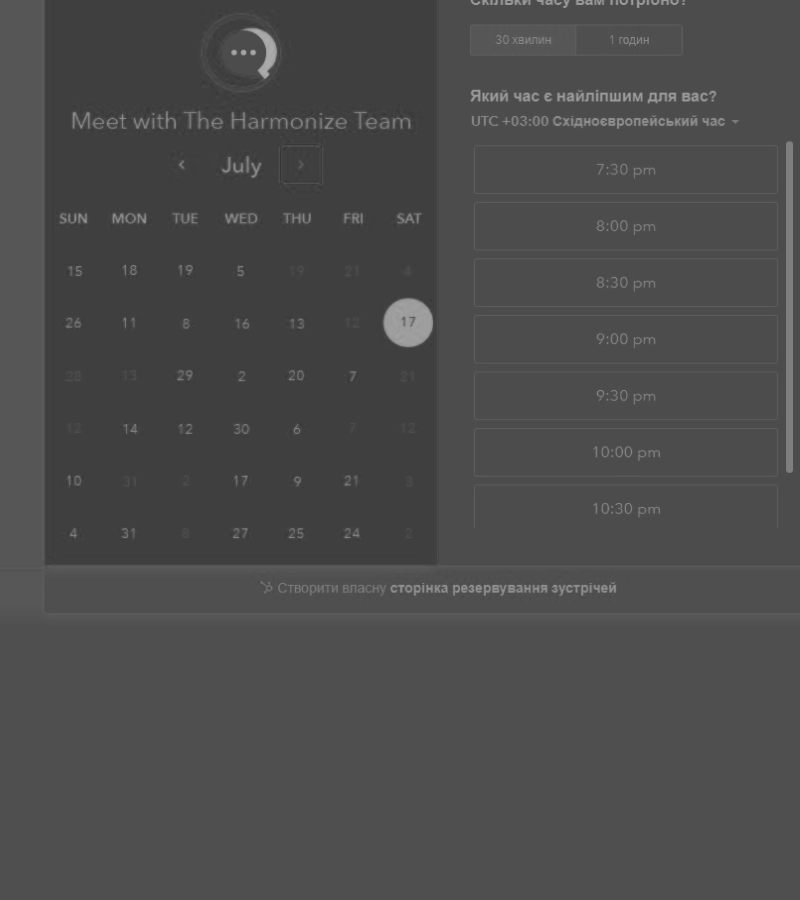 Скільки часу вам потрібно?
30 хвилин 1 годин
Meet with The Harmonize Team
Який час є найліпшим для вас?
UTC +03:00 Східноєвропейський час
July
SUN MON TUE WED THU FRI SAT
15 18 19 5 19 21 4
26 11 8 16 13 12 17
28 13 29 2 20 7 21
12 14 12 30 6 7 12
10 31 2 17 9 21 3
4 31 8 27 25 24 2
7:30 pm
8:00 pm
8:30 pm
9:00 pm
9:30 pm
10:00 pm
10:30 pm
Створити власну сторінка резервування зустрічей